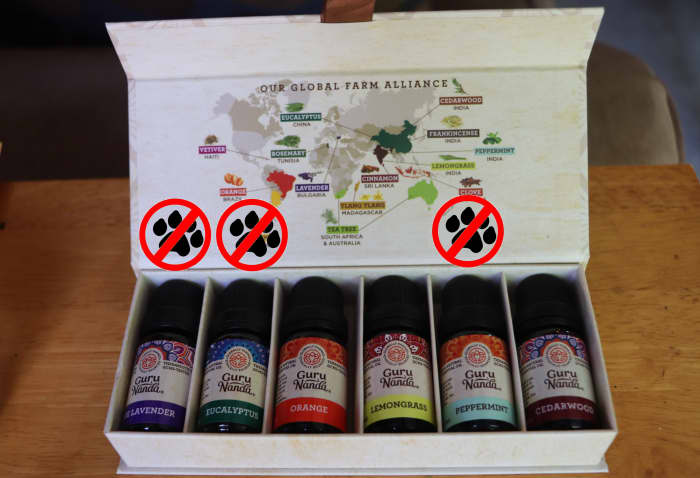 OUR GLOBAL FARM ALLIANCE
CEDARWOOD
INDIA
EUCALYPTUS
CHINA
FRANKINCENSE
INDIA
VETIVER
HAITI
ROSEMARY
TUNISIA
PEPPERMINT
INDIA
LEMONGRASS
INDIA
ORANGE
BRAZIL
LAVENDER
BULGARIA
CINNAMON
SRI LANKA
CLOVE
YLANG YLANG
MADAGASCAR
TEA TREE
SOUTH AFRICA
& AUSTRALIA
Guru
Nanda
LAVENDER
Guru
Nanda
EUCALYPTUS
Guru
Nanda
ORANGE
Guru
Nanda
LEMONGRASS
Guru
Nanda
PEPPERMINT
Guru
Nanda
CEDARWOOD